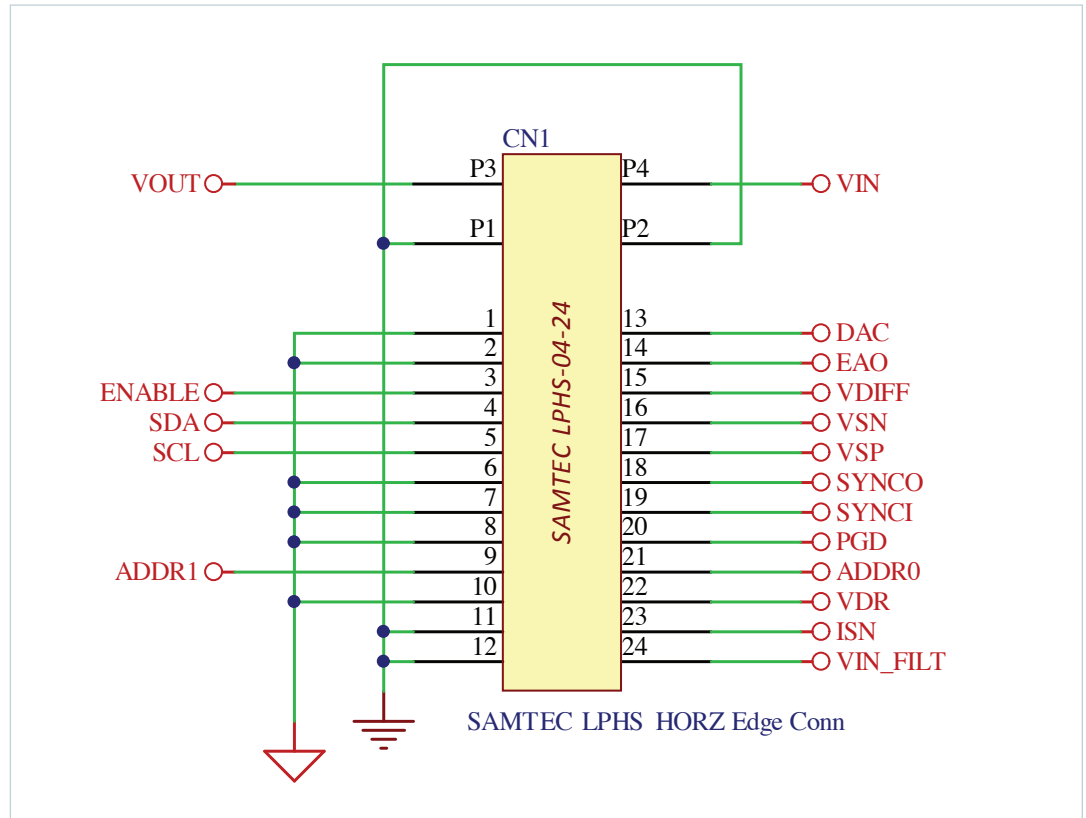 CN1
VOUT P3 P4 VIN
P1 P2
1 13 DAC
2 14 EAO
ENABLE 3 15 VDIFF
SDA 4 16 VSN
SCL 5 17 VSP
6 18 SYNCO
7 19 SYNCI
8 20 PGD
ADDR1 9 21 ADDR0
10 22 VDR
11 23 ISN
12 24 VIN_FILT
SAMTEC LPHS-04-24
SAMTEC LPHS HORZ Edge Conn